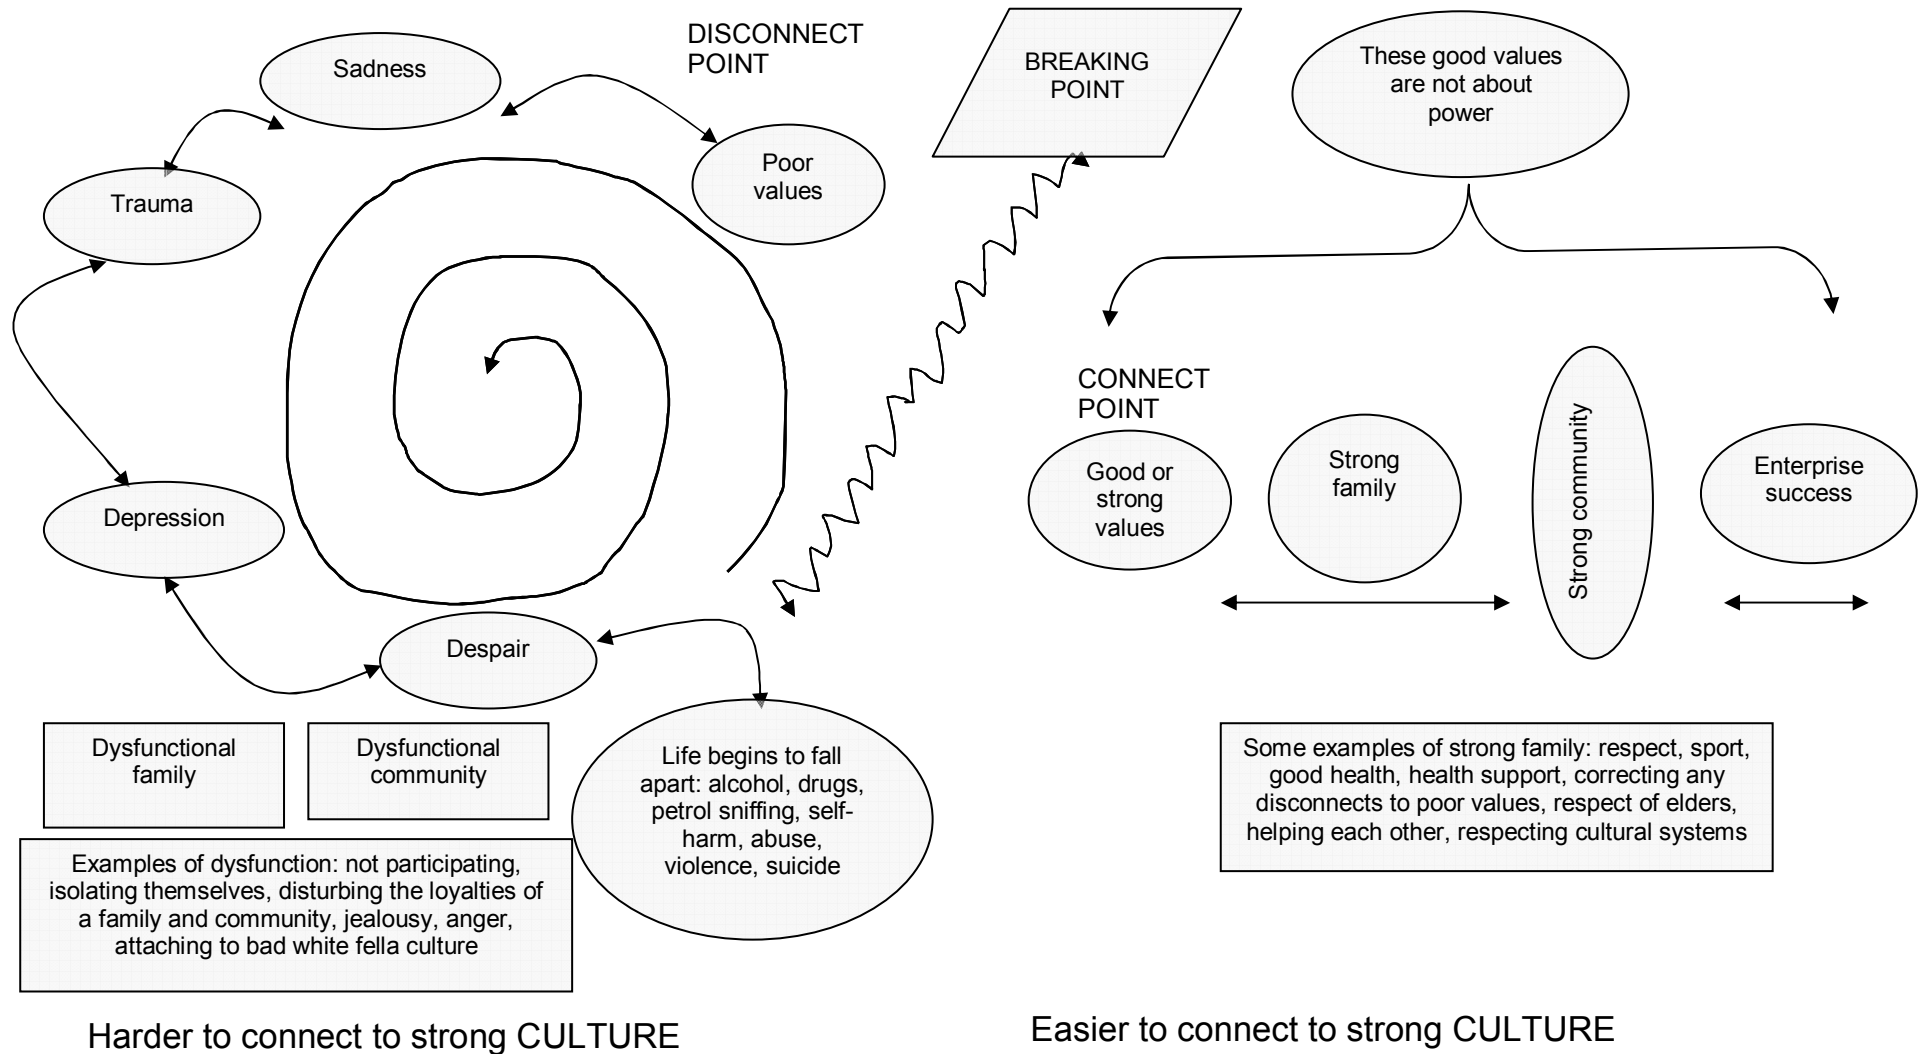 DISCONNECT
POINT
Sadness
Poor
values
Trauma
Depression
Despair
Life begins to fall
apart: alcohol, drugs,
petrol sniffing, self-
harm, abuse,
violence, suicide
Dysfunctional
family
Dysfunctional
community
Examples of dysfunction: not participating,
isolating themselves, disturbing the loyalties of
a family and community, jealousy, anger,
attaching to bad white fella culture
Harder to connect to strong CULTURE
BREAKING
POINT
These good values
are not about
power
CONNECT
POINT
Good or
strong
values
Strong
family
Strong community
Enterprise
success
Some examples of strong family: respect, sport,
good health, health support, correcting any
disconnects to poor values, respect of elders,
helping each other, respecting cultural systems
Easier to connect to strong CULTURE